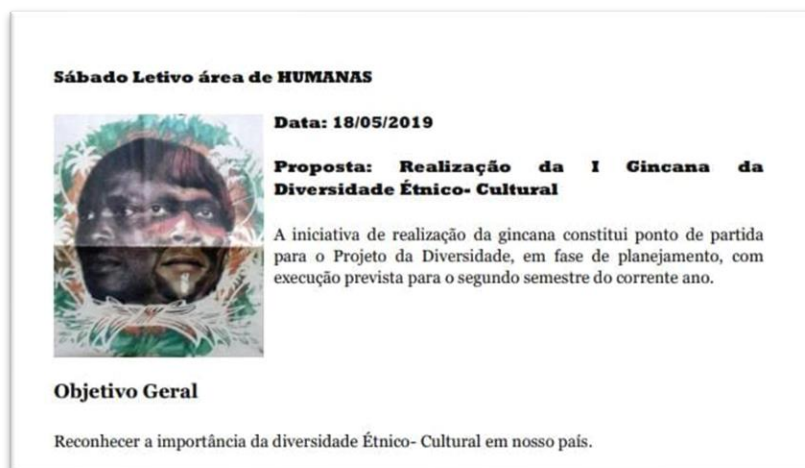 Sábado Letivo área de HUMANAS
Data: 18/05/2019
Proposta: Realização da I Gincana da
Diversidade Étnico- Cultural
A iniciativa de realização da gincana constitui ponto de partida
para o Projeto da Diversidade, em fase de planejamento, com
execução prevista para o segundo semestre do corrente ano.
Objetivo Geral
Reconhecer a importância da diversidade Étnico- Cultural em nosso país.